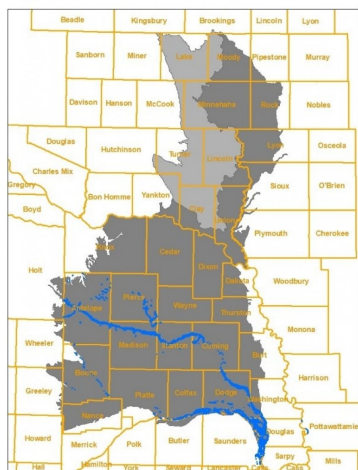 Beadle Kingsbury Brookings Lincoln Lyon
Sanborn Miner Lake Moody Pipestone Murray
Davison Hanson McCook Minnehaha Rock Nobles
Douglas Hutchinson Turner Lincoln Lyon Osceola
Charles Mix
Gregory Bon Homme Yankton Clay Sioux O'Brien
Boyd Union Plymouth Cherokee
Holt Knox Cedar Dixon
Dakota Woodbury
Antelope Pierce Wayne Thurston
Monona
Wheeler Madison Stanton Cuming Burt
Boone Harrison
Greeley Platte Colfax Dodge Washington
Nance Douglas Pottawattamie
Howard Merrick Polk Butler Saunders Sarpy
Hall Hamilton York Seward Lancaster Cass Mills